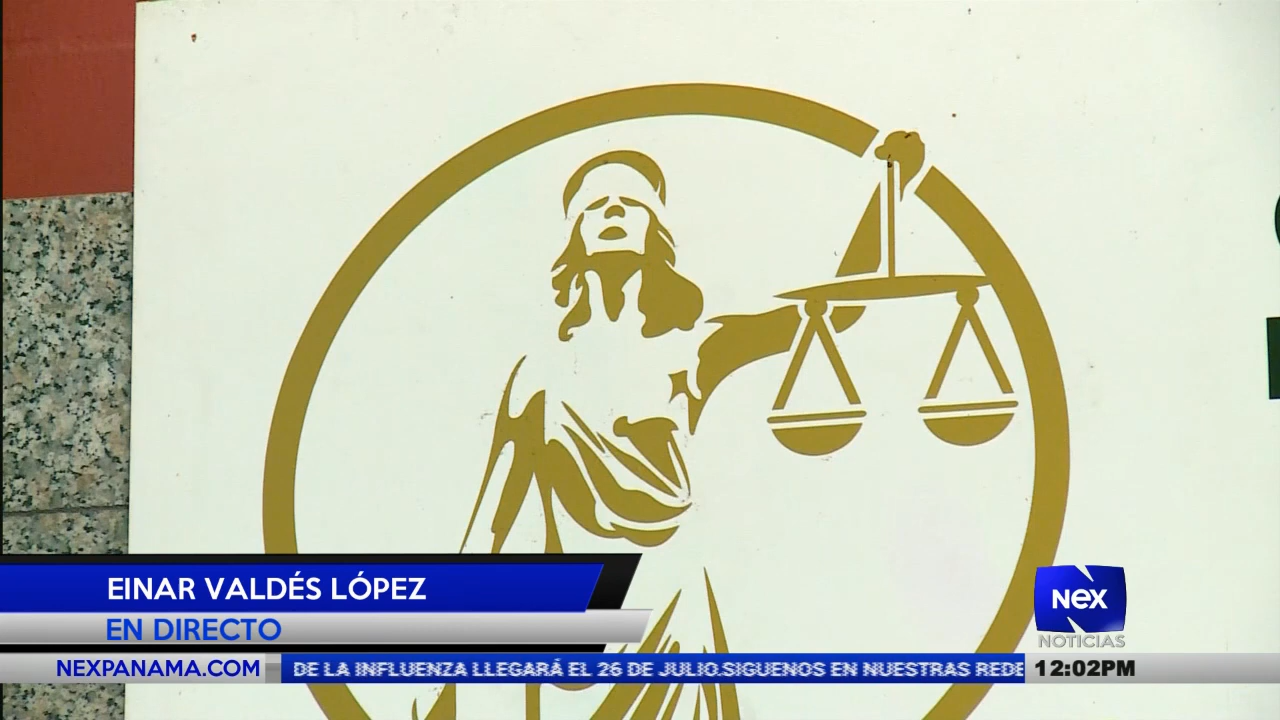 EINAR VALDÉS LÓPEZ
EN DIRECTO
NEX
NOTICIAS
NEXPANAMA.COM
DE LA INFLUENZA LLEGARÁ EL 26 DE JULIO.SIGUENOS EN NUESTRAS REDE
12:02PM